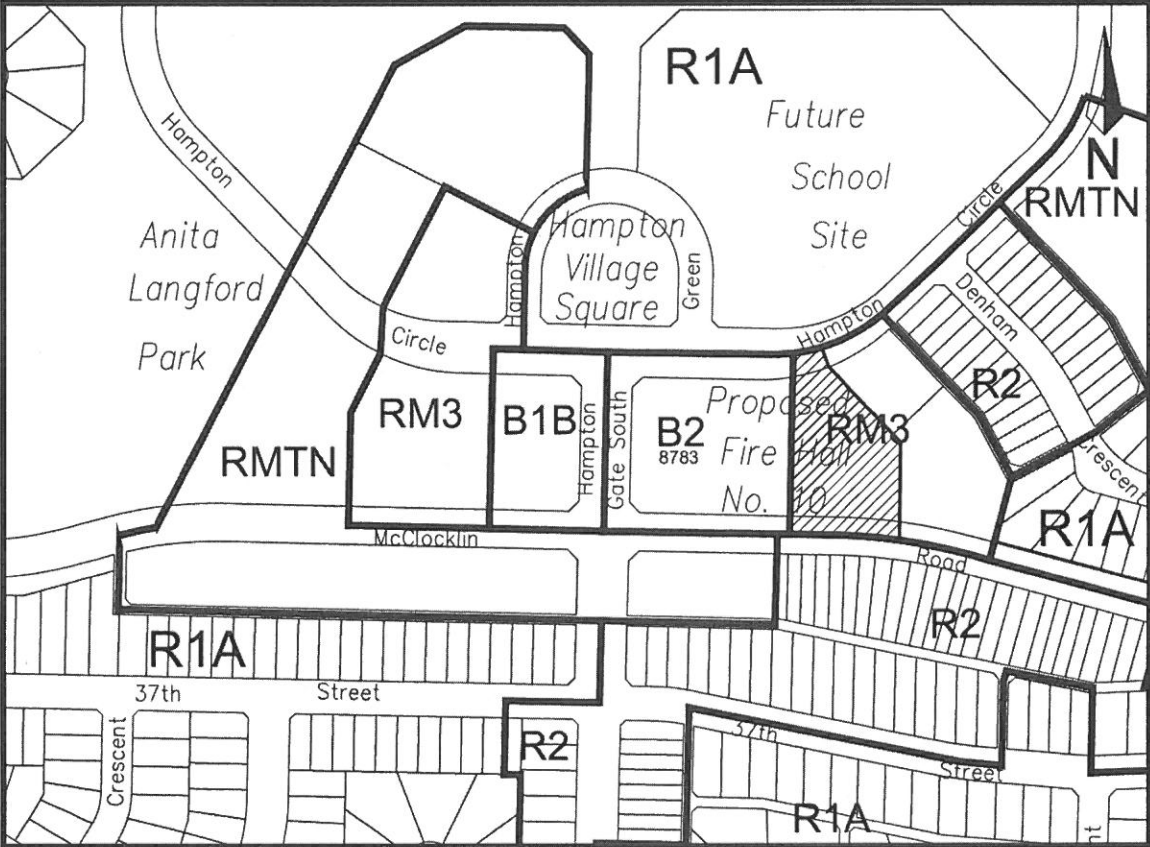 R1A
Future
School
Site
N
RMTN
Hampton
Circle
Anita
Langford
Park
Hampton
Hampton
Village
Square
Green
Hampton
Denham
Crescent
R2
Circle
RM3
RMTN
B1B
Hampton
Gate South
B2
8783
Proposed
Fire Hall
No. 10
RM3
R1A
McClocklin
Road
R2
R1A
37th
Street
Crescent
R2
37th
Street
R1A
nt